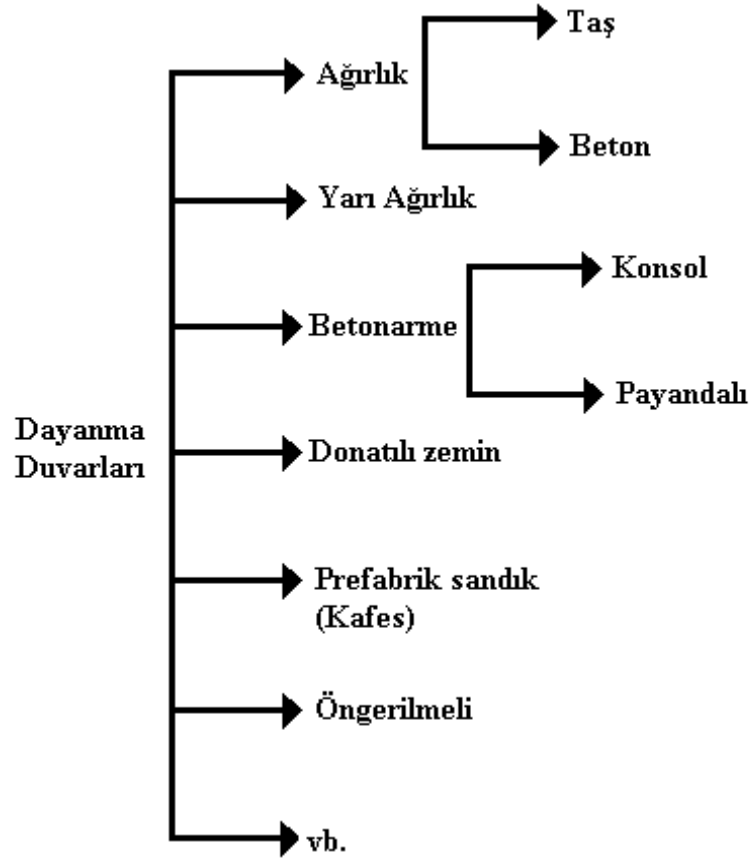 Taş
Ağırlık
Beton
Yarı Ağırlık
Konsol
Betonarme
Payandalı
Dayanma
Duvarları
Donatılı zemin
Prefabrik sandık
(Kafes)
Öngerilmeli
vb.